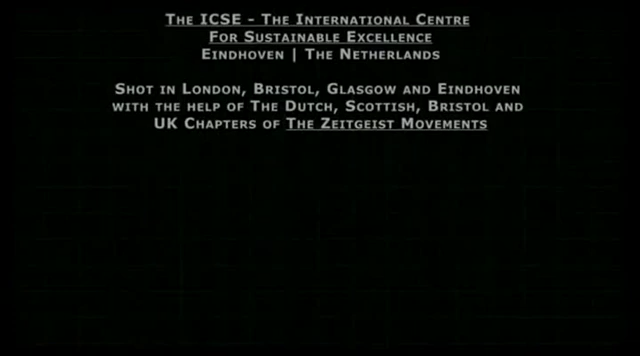 The ICSE - The International Centre
For Sustainable Excellence
Eindhoven | The Netherlands
Shot in London, Bristol, Glasgow and Eindhoven
with the help of The Dutch, Scottish, Bristol and
UK Chapters of The Zeitgeist Movements